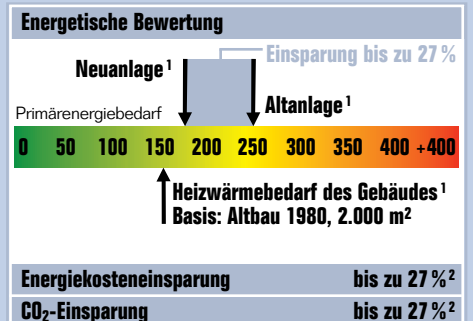 Energetische Bewertung
Einsparung bis zu 27 %
Neuanlage ¹
Altanlage ¹
Primärenergiebedarf
0 50 100 150 200 250 300 350 400 +400
Heizwärmebedarf des Gebäudes ¹
Basis: Altbau 1980, 2.000 m²
Energiekosteneinsparung bis zu 27 %²
CO₂-Einsparung bis zu 27 %²